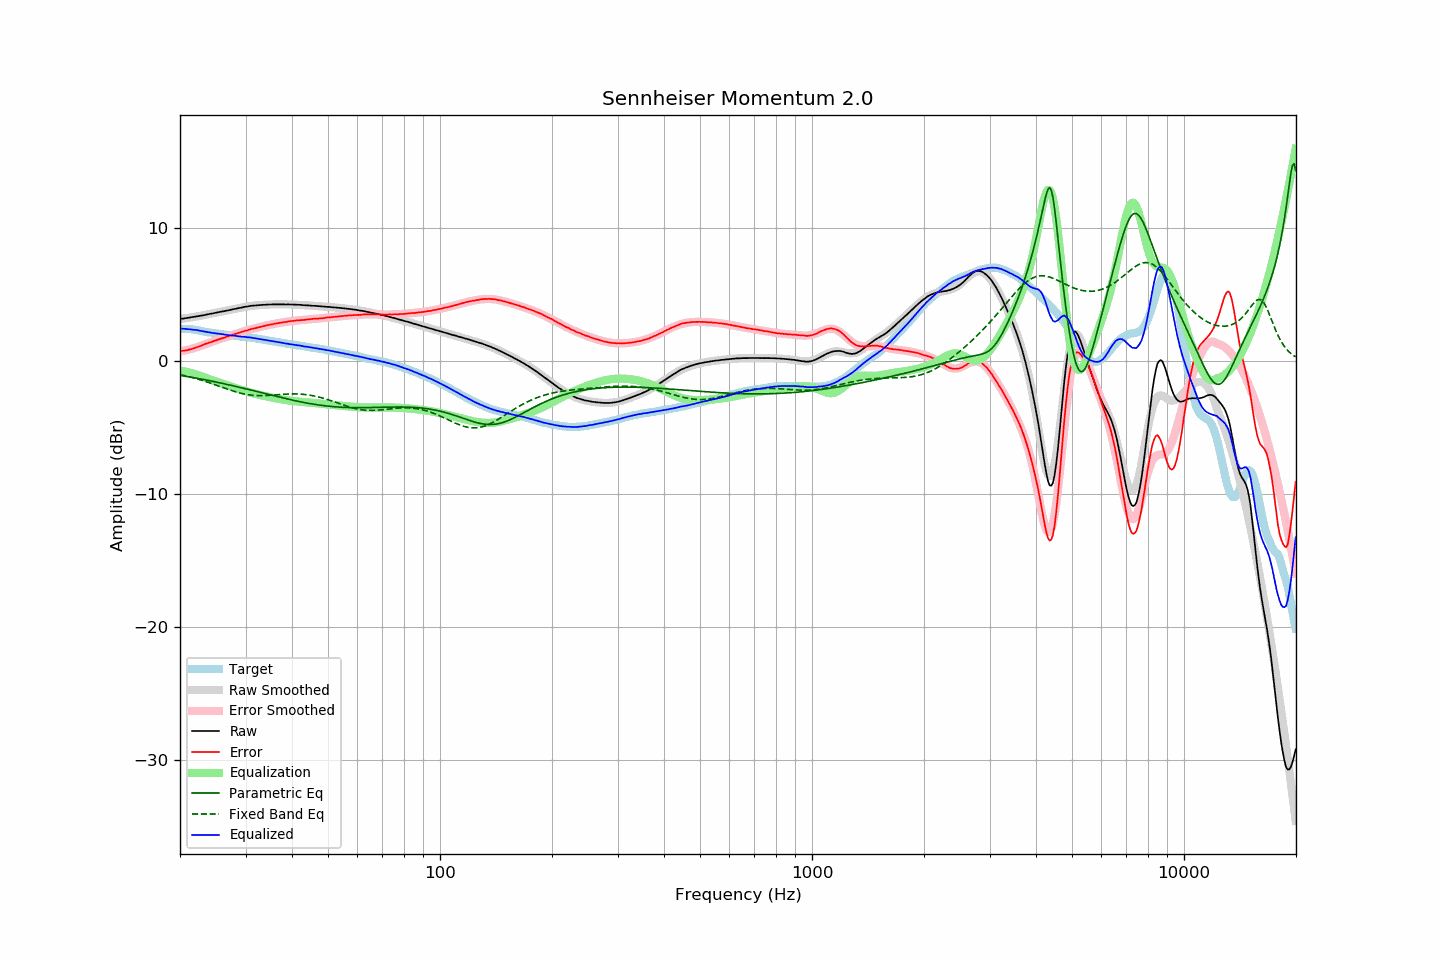 Sennheiser Momentum 2.0
10
0
−10
−20
−30
Amplitude (dBr)
Target
Raw Smoothed
Error Smoothed
Raw
Error
Equalization
Parametric Eq
Fixed Band Eq
Equalized
100
1000
10000
Frequency (Hz)